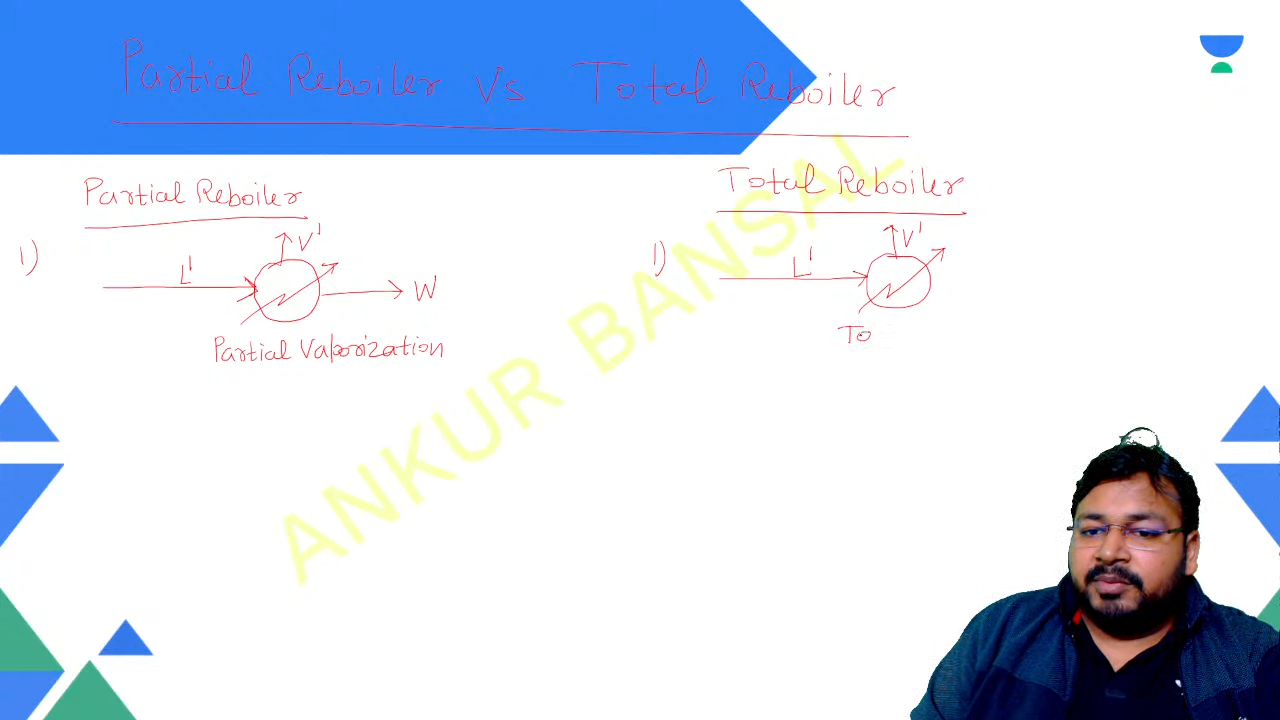 Partial Reboiler Vs Total Reboiler
Partial Reboiler
1)
L'
V'
W
Partial Vaporization
Total Reboiler
1)
L'
V'
To
ANKUR BANSAL